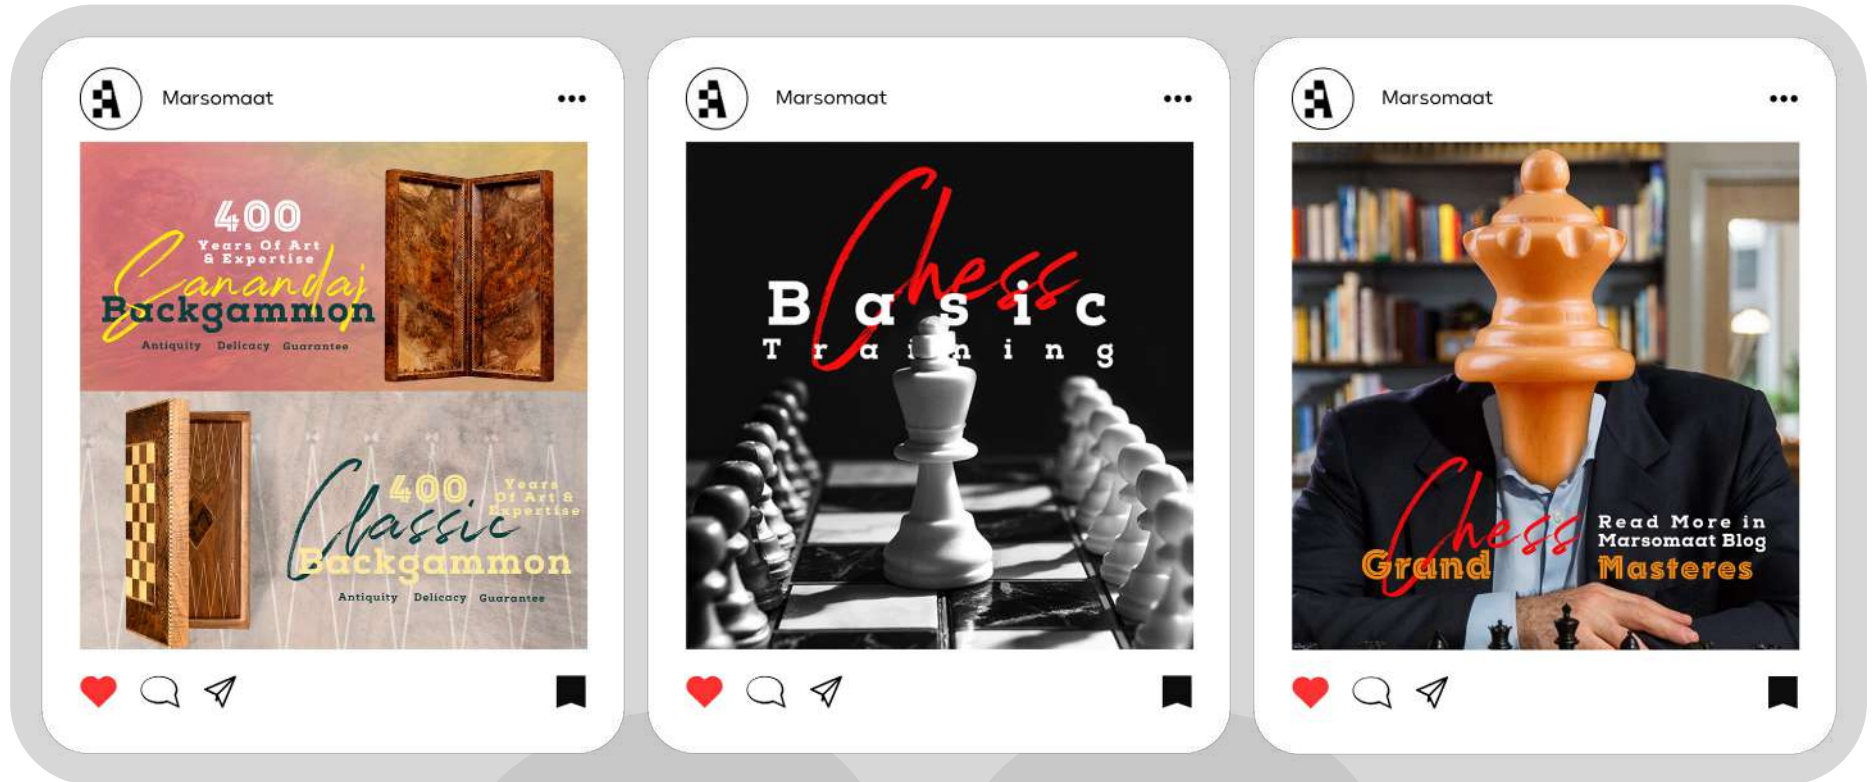 Marsomaat
400
Years Of Art
& Expertise
Sanandaj
Backgammon
Antiquity Delicacy Guarantee
400
Years
Of Art &
Expertise
Classic
Backgammon
Antiquity Delicacy Guarantee
Marsomaat
Chess
Basic
Training
Marsomaat
Chess
Grand
Read More in
Marsomaat Blog
Masteres